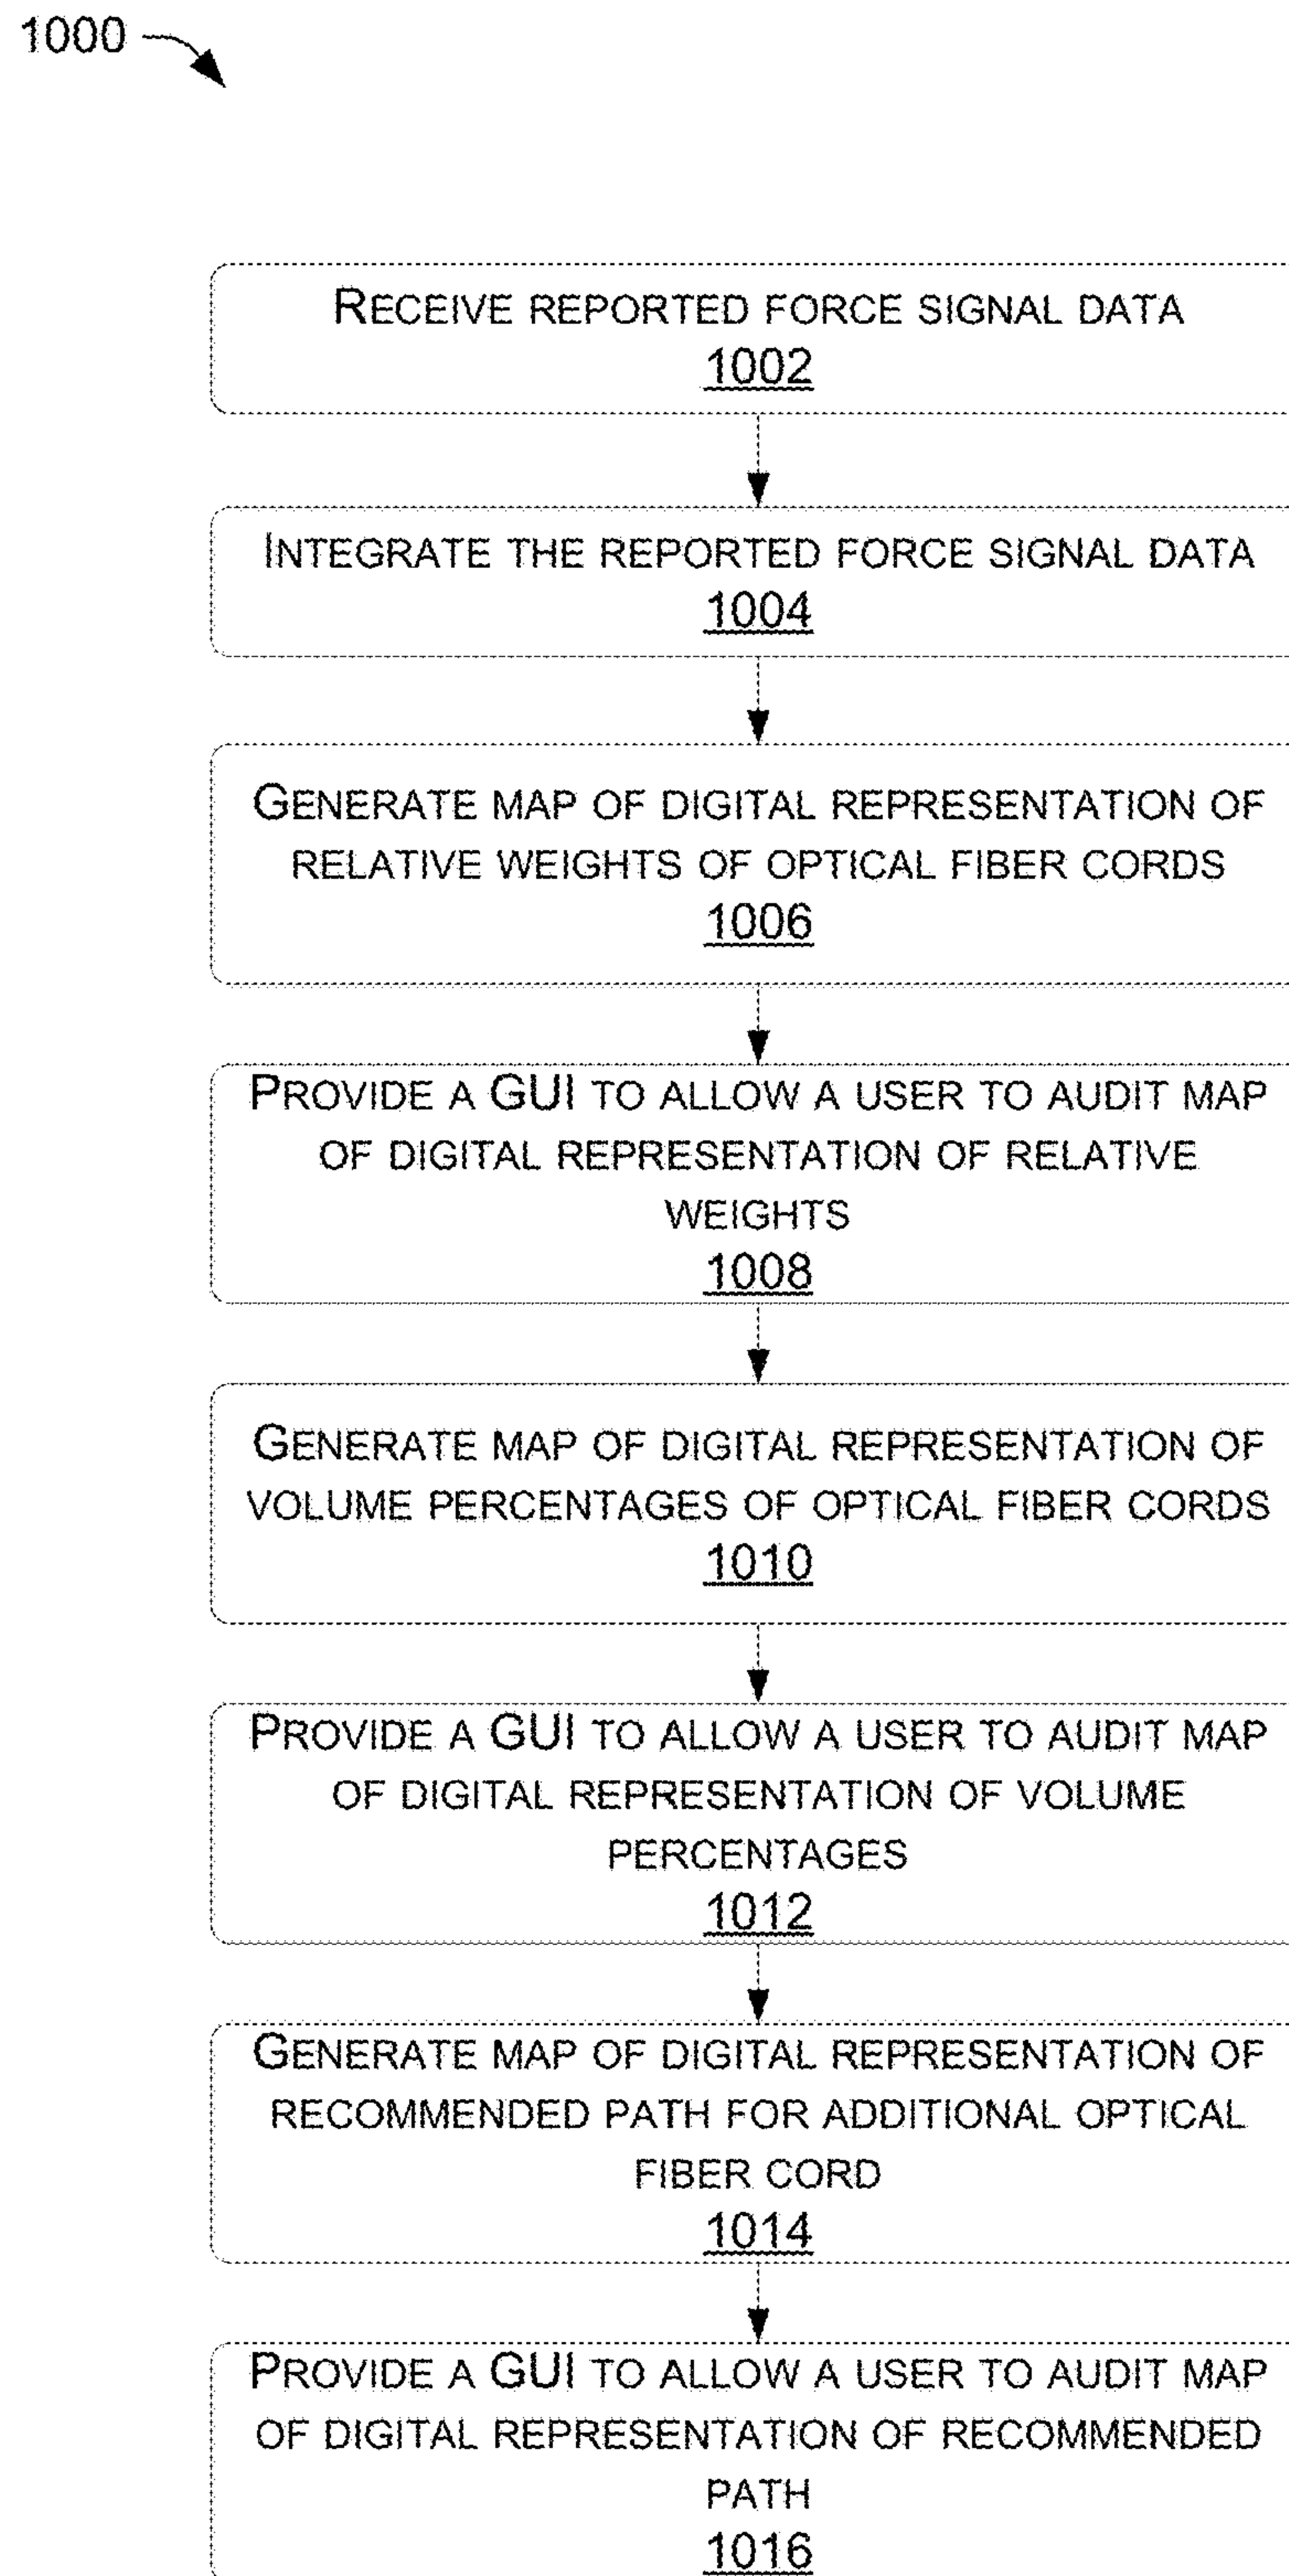 1000
RECEIVE REPORTED FORCE SIGNAL DATA
1002
INTEGRATE THE REPORTED FORCE SIGNAL DATA
1004
GENERATE MAP OF DIGITAL REPRESENTATION OF
RELATIVE WEIGHTS OF OPTICAL FIBER CORDS
1006
PROVIDE A GUI TO ALLOW A USER TO AUDIT MAP
OF DIGITAL REPRESENTATION OF RELATIVE
WEIGHTS
1008
GENERATE MAP OF DIGITAL REPRESENTATION OF
VOLUME PERCENTAGES OF OPTICAL FIBER CORDS
1010
PROVIDE A GUI TO ALLOW A USER TO AUDIT MAP
OF DIGITAL REPRESENTATION OF VOLUME
PERCENTAGES
1012
GENERATE MAP OF DIGITAL REPRESENTATION OF
RECOMMENDED PATH FOR ADDITIONAL OPTICAL
FIBER CORD
1014
PROVIDE A GUI TO ALLOW A USER TO AUDIT MAP
OF DIGITAL REPRESENTATION OF RECOMMENDED
PATH
1016